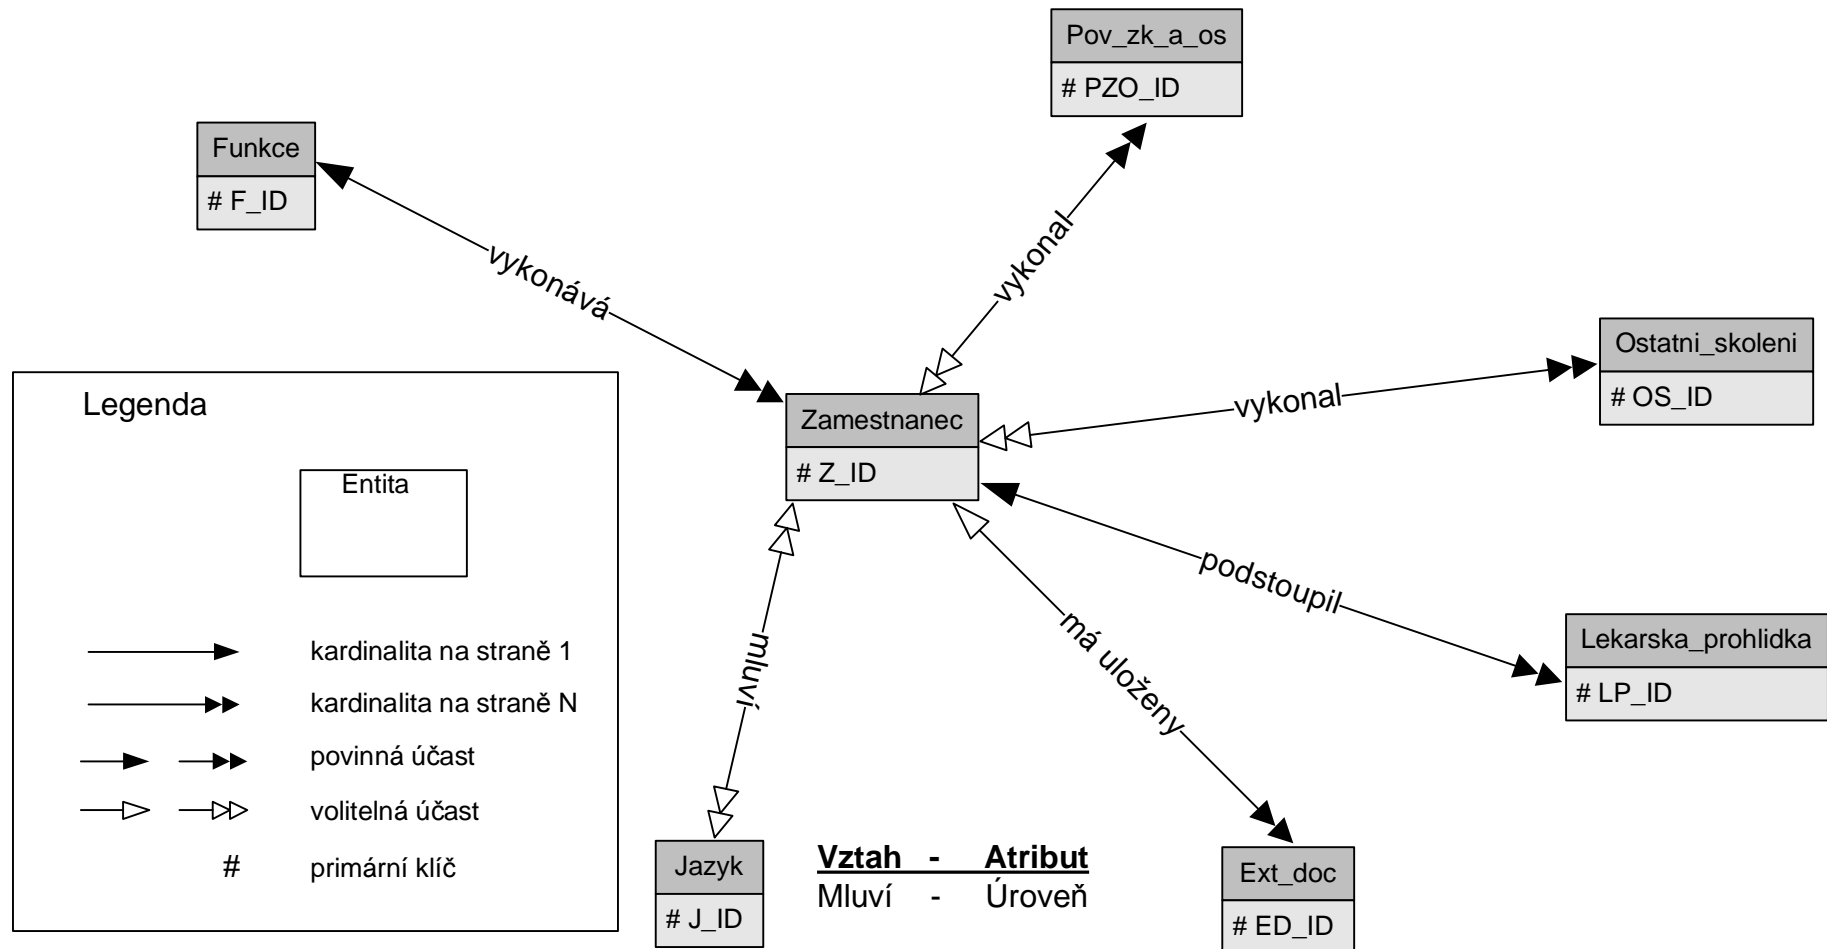 Pov_zk_a_os
# PZO_ID
Funkce
# F_ID
vykonává
vykonal
Ostatni_skoleni
# OS_ID
vykonal
Zamestnanec
# Z_ID
Legenda
Entita
kardinalita na straně 1
kardinalita na straně N
povinná účast
volitelná účast
# primární klíč
podstoupil
Lekarska_prohlidka
# LP_ID
mluví
má uloženy
Jazyk
# J_ID
Vztah - Atribut
Mluví - Úroveň
Ext_doc
# ED_ID